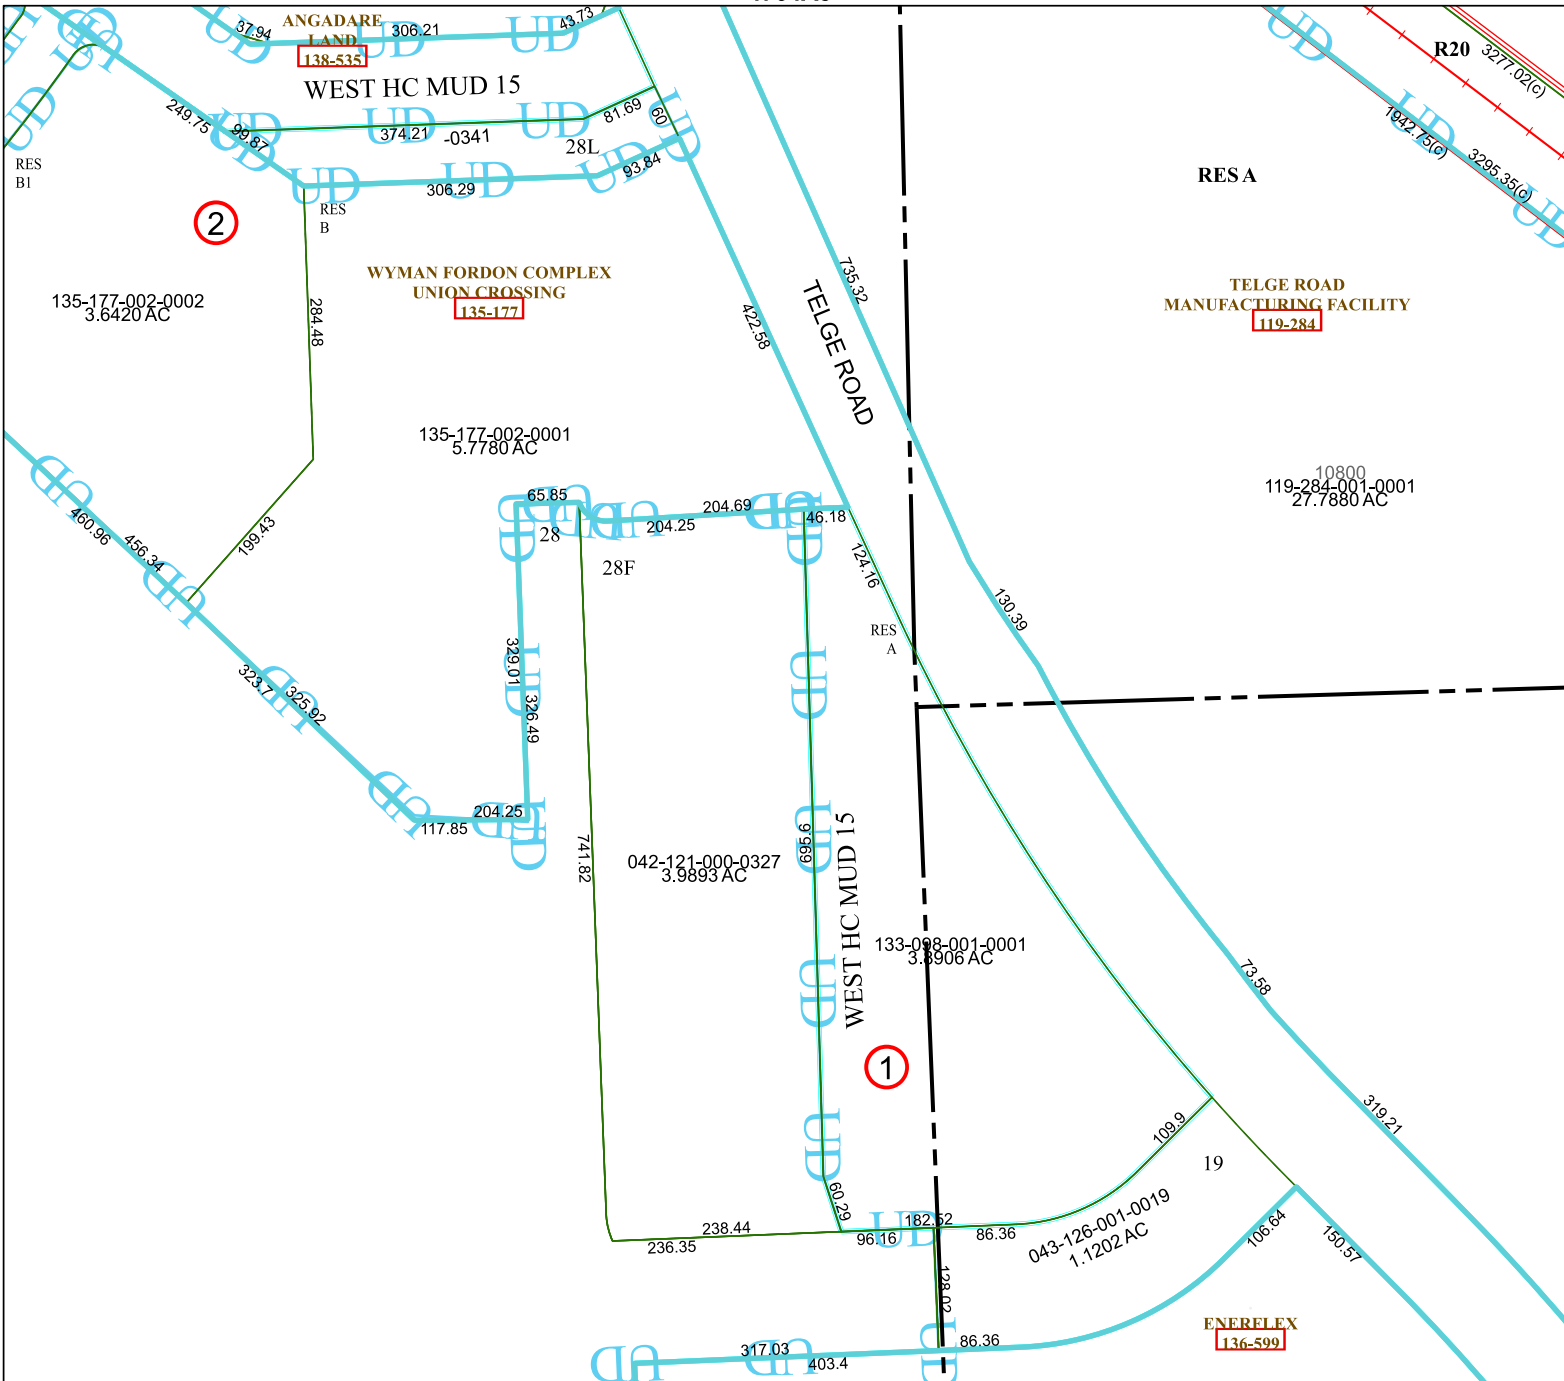 ANGADARE
LAND
138-535
37.94
306.21
43.73
WEST HC MUD 15
UD
249.75
99.87
374.21
-0341
28L
81.69
60
93.84
306.29
RES
B1
RES
B
2
R20
3277.02(C)
1942.75(C)
3295.35(C)
RES A
WYMAN FORDON COMPLEX
UNION CROSSING
135-177
TELGE ROAD
MANUFACTURING FACILITY
119-284
135-177-002-0002
3.6420 AC
284.48
422.58
735.32
TELGE ROAD
135-177-002-0001
5.7780 AC
10800
119-284-001-0001
27.7880 AC
460.96
456.34
199.43
65.85
28
28F
204.69
204.25
46.18
124.16
130.39
RES
A
323.7
325.92
329.01
326.49
117.85
204.25
741.82
042-121-000-0327
3.9893 AC
699.6
WEST HC MUD 15
133-098-001-0001
3.8906 AC
73.58
1
319.21
109.9
19
60.29
238.44
236.35
182.52
96.16
86.36
043-126-001-0019
1.1202 AC
128.02
106.64
150.57
ENERELEX
136-599
86.36
317.03
403.4